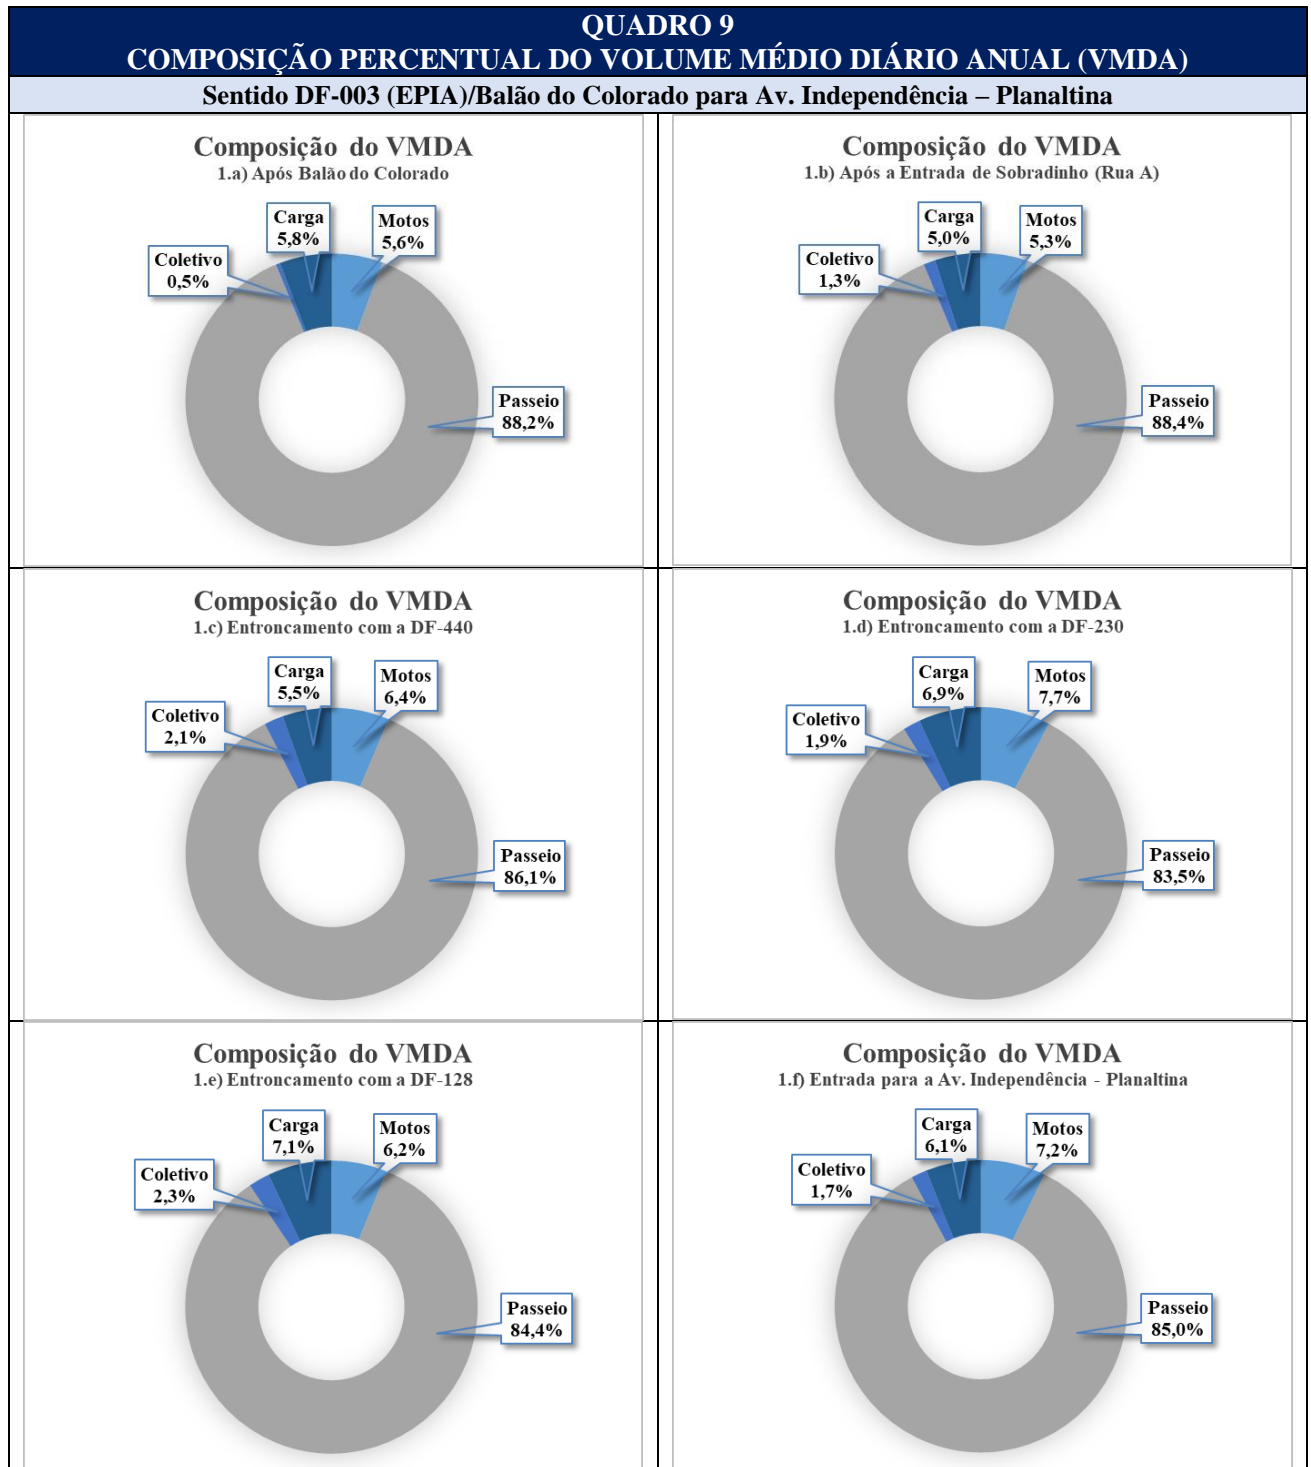 QUADRO 9
COMPOSIÇÃO PERCENTUAL DO VOLUME MÉDIO DIÁRIO ANUAL (VMDA)
Sentido DF-003 (EPIA)/Balão do Colorado para Av. Independência – Planaltina
Composição do VMDA
1.a) Após Balão do Colorado
Carga
5,8%
Motos
5,6%
Coletivo
0,5%
Passeio
88,2%
Composição do VMDA
1.b) Após a Entrada de Sobradinho (Rua A)
Carga
5,0%
Motos
5,3%
Coletivo
1,3%
Passeio
88,4%
Composição do VMDA
1.c) Entroncamento com a DF-440
Carga
5,5%
Motos
6,4%
Coletivo
2,1%
Passeio
86,1%
Composição do VMDA
1.d) Entroncamento com a DF-230
Carga
6,9%
Motos
7,7%
Coletivo
1,9%
Passeio
83,5%
Composição do VMDA
1.e) Entroncamento com a DF-128
Carga
7,1%
Motos
6,2%
Coletivo
2,3%
Passeio
84,4%
Composição do VMDA
1.f) Entrada para a Av. Independência - Planaltina
Carga
6,1%
Motos
7,2%
Coletivo
1,7%
Passeio
85,0%